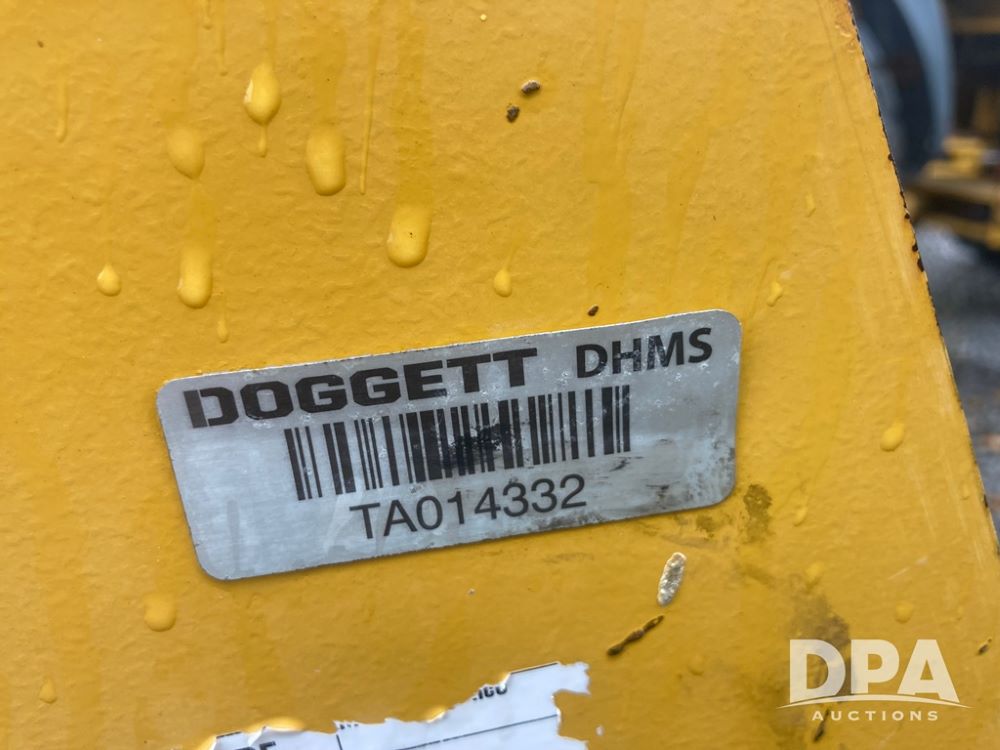 DOGGETT DHMS
TA014332
DPA
AUCTIONS